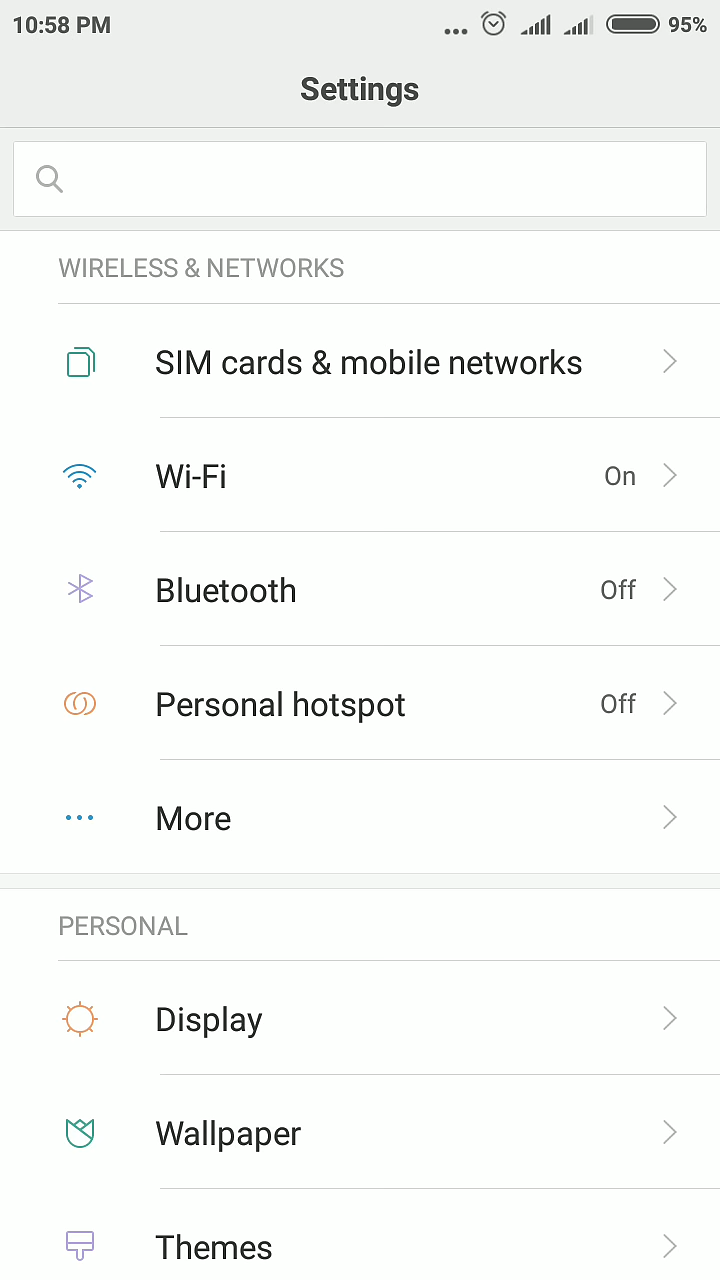 10:58 PM ... 95%
Settings
WIRELESS & NETWORKS
SIM cards & mobile networks
Wi-Fi On
Bluetooth Off
Personal hotspot Off
More
PERSONAL
Display
Wallpaper
Themes